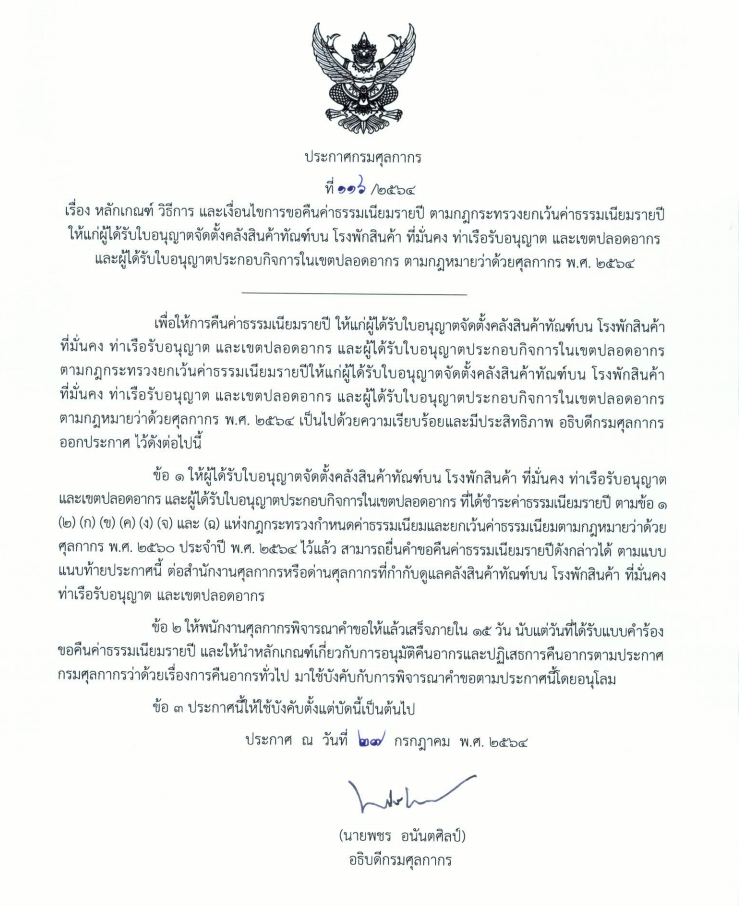 ประกาศกรมศุลกากร
ที่ ๑๑๖ /๒๕๖๔
เรื่อง หลักเกณฑ์ วิธีการ และเงื่อนไขการขอคืนค่าธรรมเนียมรายปี ตามกฎกระทรวงยกเว้นค่าธรรมเนียมรายปี
ให้แก่ผู้ได้รับใบอนุญาตจัดตั้งคลังสินค้าทัณฑ์บน โรงพักสินค้า ที่มั่นคง ท่าเรือรับอนุญาต และเขตปลอดอากร
และผู้ได้รับใบอนุญาตประกอบกิจการในเขตปลอดอากร ตามกฎหมายว่าด้วยศุลกากร พ.ศ. ๒๕๖๔
เพื่อให้การคืนค่าธรรมเนียมรายปี ให้แก่ผู้ได้รับใบอนุญาตจัดตั้งคลังสินค้าทัณฑ์บน โรงพักสินค้า
ที่มั่นคง ท่าเรือรับอนุญาต และเขตปลอดอากร และผู้ได้รับใบอนุญาตประกอบกิจการในเขตปลอดอากร
ตามกฎกระทรวงยกเว้นค่าธรรมเนียมรายปีให้แก่ผู้ได้รับใบอนุญาตจัดตั้งคลังสินค้าทัณฑ์บน โรงพักสินค้า
ที่มั่นคง ท่าเรือรับอนุญาต และเขตปลอดอากร และผู้ได้รับใบอนุญาตประกอบกิจการในเขตปลอดอากร
ตามกฎหมายว่าด้วยศุลกากร พ.ศ. ๒๕๖๔ เป็นไปด้วยความเรียบร้อยและมีประสิทธิภาพ อธิบดีกรมศุลกากร
ออกประกาศ ไว้ดังต่อไปนี้
ข้อ ๑ ให้ผู้ได้รับใบอนุญาตจัดตั้งคลังสินค้าทัณฑ์บน โรงพักสินค้า ที่มั่นคง ท่าเรือรับอนุญาต
และเขตปลอดอากร และผู้ได้รับใบอนุญาตประกอบกิจการในเขตปลอดอากร ที่ได้ชำระค่าธรรมเนียมรายปี ตามข้อ ๑
(๒) (ก) (ข) (ค) (ง) (จ) และ (ฉ) แห่งกฎกระทรวงกำหนดค่าธรรมเนียมและยกเว้นค่าธรรมเนียมตามกฎหมายว่าด้วย
ศุลกากร พ.ศ. ๒๕๖๐ ประจำปี พ.ศ. ๒๕๖๔ ไว้แล้ว สามารถยื่นคำขอคืนค่าธรรมเนียมรายปีดังกล่าวได้ ตามแบบ
แนบท้ายประกาศนี้ ต่อสำนักงานศุลกากรหรือด่านศุลกากรที่กำกับดูแลคลังสินค้าทัณฑ์บน โรงพักสินค้า ที่มั่นคง
ท่าเรือรับอนุญาต และเขตปลอดอากร
ข้อ ๒ ให้พนักงานศุลกากรพิจารณาคำขอให้แล้วเสร็จภายใน ๑๕ วัน นับแต่วันที่ได้รับแบบคำร้อง
ขอคืนค่าธรรมเนียมรายปี และให้นำหลักเกณฑ์เกี่ยวกับการอนุมัติคืนอากรและปฏิเสธการคืนอากรตามประกาศ
กรมศุลกากรว่าด้วยเรื่องการคืนอากรทั่วไป มาใช้บังคับกับการพิจารณาคำขอตามประกาศนี้โดยอนุโลม
ข้อ ๓ ประกาศนี้ให้ใช้บังคับตั้งแต่บัดนี้เป็นต้นไป
ประกาศ ณ วันที่ ๒๗ กรกฎาคม พ.ศ. ๒๕๖๔
(นายพชร อนันตศิลป์)
อธิบดีกรมศุลกากร